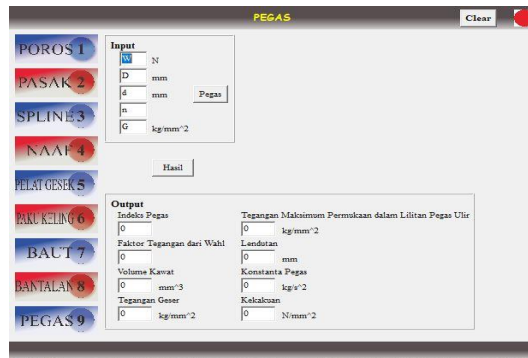 PEGAS
Clear
POROS 1
PASAK 2
SPLINE 3
NAAF 4
PELAT GESEK 5
PAKU KELING 6
BAUT 7
BANTALAN 8
PEGAS 9
Input
W N
D mm
d mm
Pegas
n
G kg/mm^2
Hasil
Output
Indeks Pegas
0
Faktor Tegangan dari Wahl
0
Volume Kawat
0 mm^3
Tegangan Geser
0 kg/mm^2
Tegangan Maksimum Permukaan dalam Lilitan Pegas Ulir
0 kg/mm^2
Lendutan
0 mm
Konstanta Pegas
0 kg/s^2
Kekakuan
0 N/mm^2